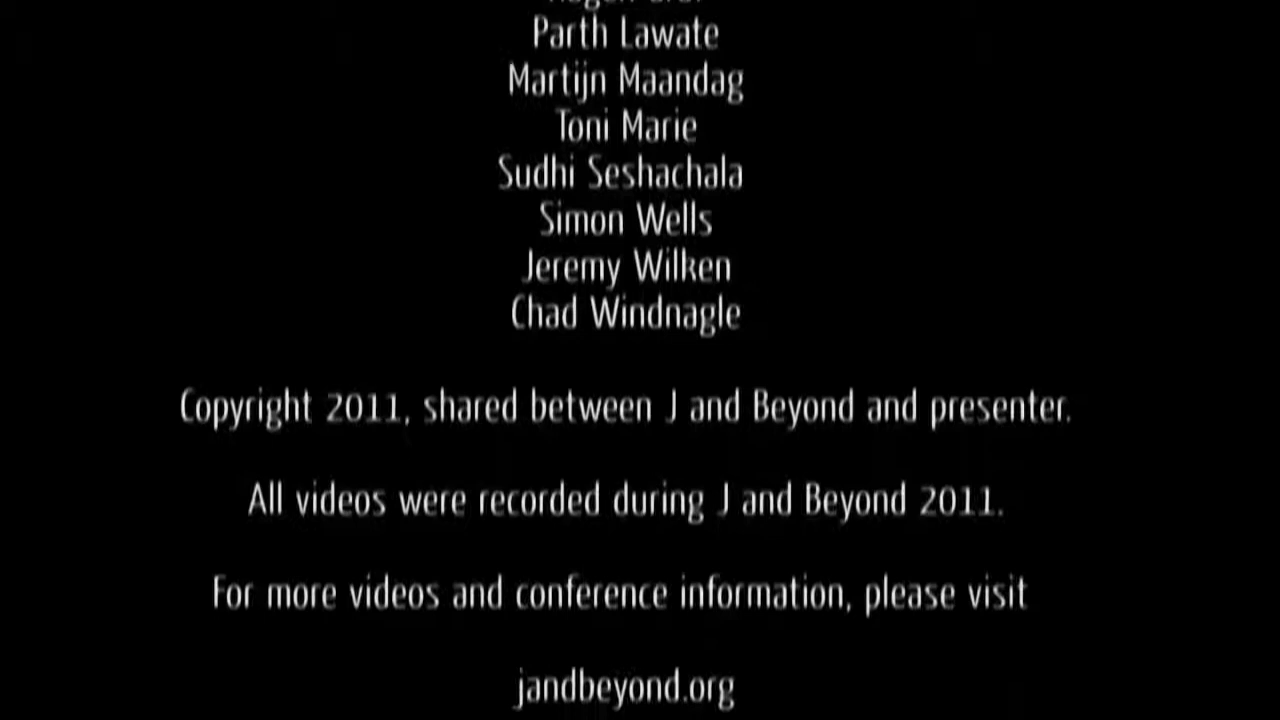 Parth Lawate
Martijn Maandag
Toni Marie
Sudhi Seshachala
Simon Wells
Jeremy Wilken
Chad Windnagle
Copyright 2011, shared between J and Beyond and presenter.
All videos were recorded during J and Beyond 2011.
For more videos and conference information, please visit
jandbeyond.org